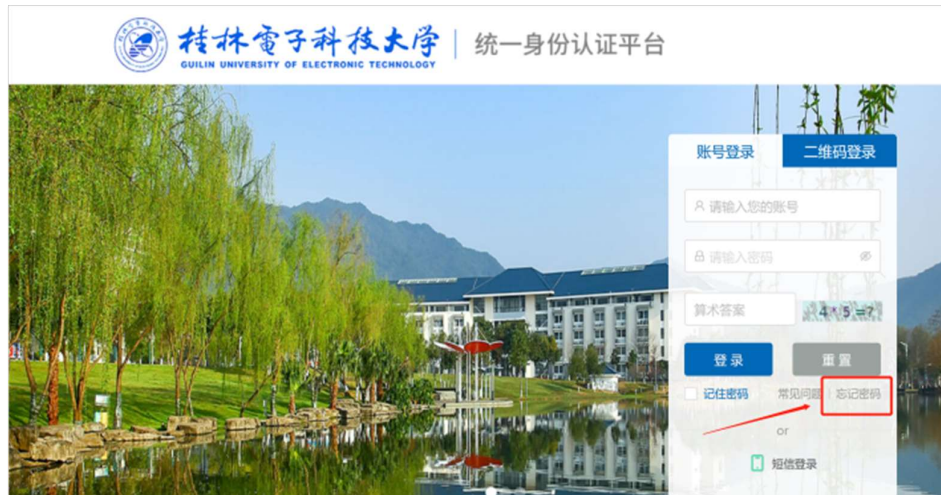 桂林電子科技大学 统一身份认证平台
GUILIN UNIVERSITY OF ELECTRONIC TECHNOLOGY
账号登录 二维码登录
请输入您的账号
请输入密码
算术答案 4*5=?
登录 重置
记住密码 常见问题 忘记密码
or
短信登录